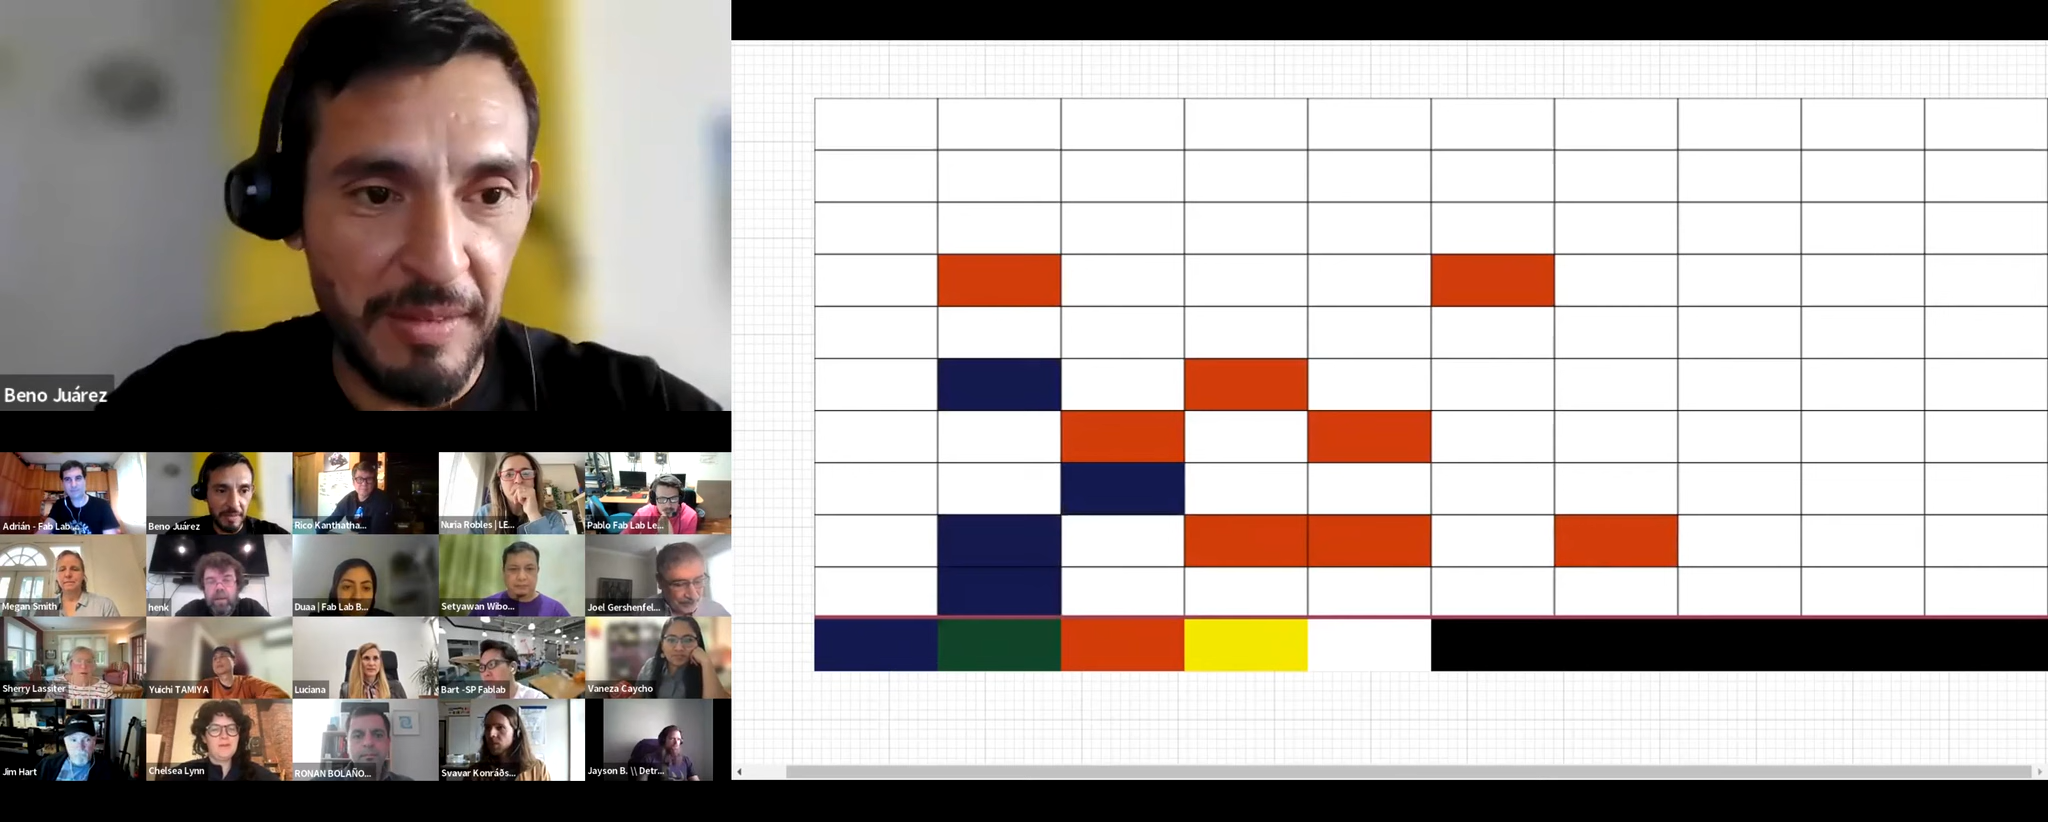 Beno Juárez
Adrián - Fab Lab...
Beno Juárez
Rico Kanthatha...
Nuria Robles | LE...
Pablo Fab Lab Le...
Megan Smith
henk
Duaa | Fab Lab B...
Setyawan Wibo...
Joel Gershenfel...
Sherry Lassiter
Yuichi TAMIYA
Luciana
Bart -SP Fablab
Vaneza Caycho
Jim Hart
Chelsea Lynn
RONAN BOLAÑO...
Svavar Konráðs...
Jayson B. \\ Detr...